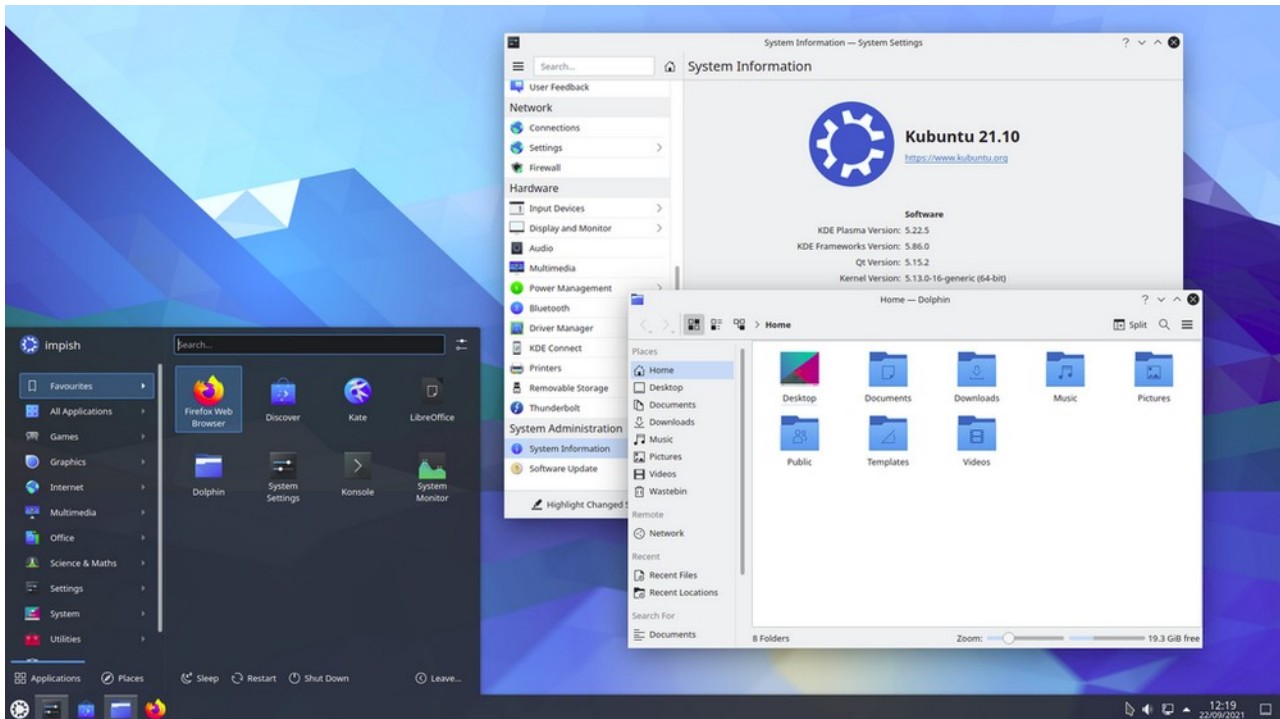 System Information — System Settings
Search...
System Information
User Feedback
Network
Connections
Settings
Firewall
Hardware
Input Devices
Display and Monitor
Audio
Multimedia
Power Management
Bluetooth
Driver Manager
KDE Connect
Printers
Removable Storage
Thunderbolt
System Administration
System Information
Software Update
Highlight Changed
Kubuntu 21.10
https://www.kubuntu.org
Software
KDE Plasma Version: 5.22.5
KDE Frameworks Version: 5.86.0
Qt Version: 5.15.2
Kernel Version: 5.13.0-16-generic (64-bit)
Home — Dolphin
Home
Split
Places
Home
Desktop
Documents
Downloads
Music
Pictures
Videos
Wastebin
Remote
Network
Recent
Recent Files
Recent Locations
Search For
Documents
Desktop
Documents
Downloads
Music
Pictures
Public
Templates
Videos
8 Folders
Zoom:
19.3 GiB free
impish
Search...
Favourites
All Applications
Games
Graphics
Internet
Multimedia
Office
Science & Maths
Settings
System
Utilities
Firefox Web
Browser
Discover
Kate
LibreOffice
Dolphin
System
Settings
Konsole
System
Monitor
Applications
Places
Sleep
Restart
Shut Down
Leave...
12:19
22/09/2021